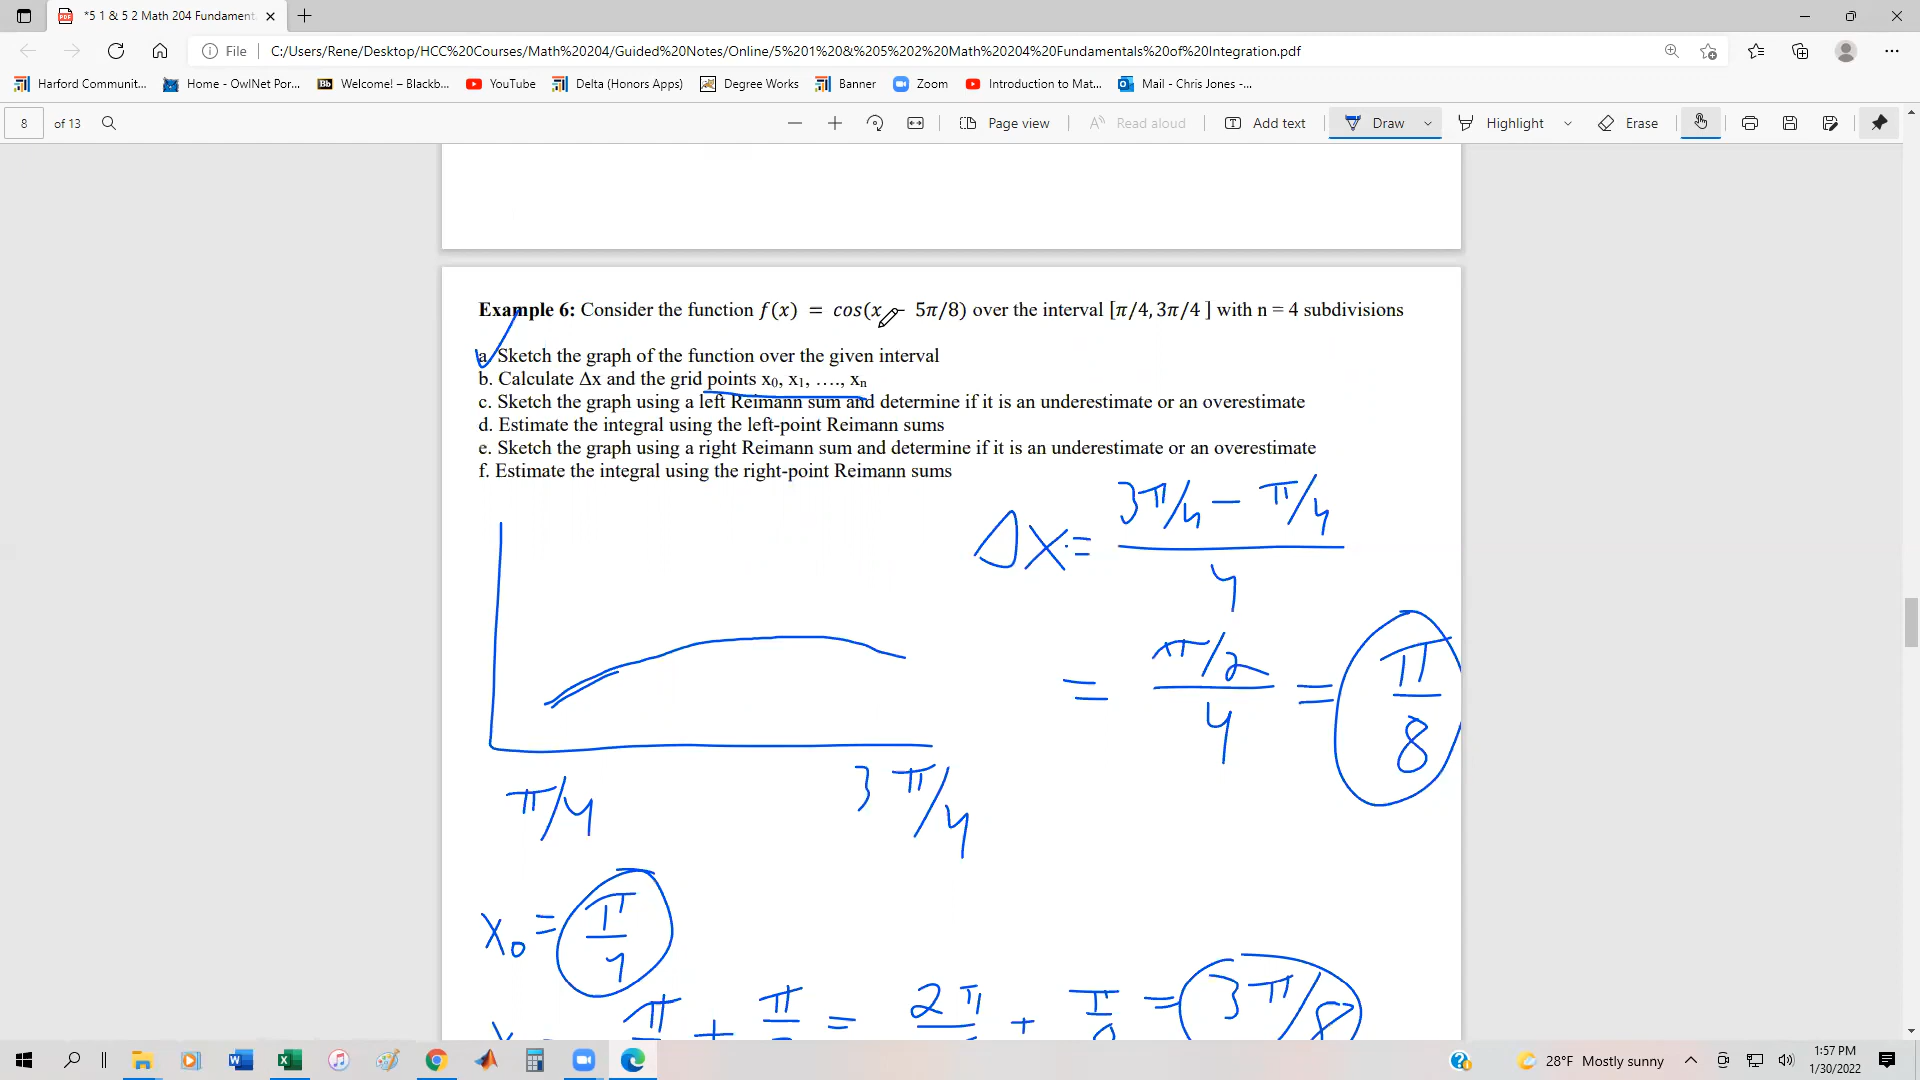 *5 1 & 5 2 Math 204 Fundament
File C:/Users/Rene/Desktop/HCC%20Courses/Math%20204/Guided%20Notes/Online/5%201%20&%205%202%20Math%20204%20Fundamentals%20of%20Integration.pdf
Harford Communit... Home - OwlNet Por... Bb Welcome! – Blackb... YouTube Delta (Honors Apps) Degree Works Banner Zoom Introduction to Mat... Mail - Chris Jones -...
8 of 13 Page view Read aloud Add text Draw Highlight Erase
Example 6: Consider the function f(x) = cos(x − 5π/8) over the interval [π/4, 3π/4 ] with n = 4 subdivisions
a. Sketch the graph of the function over the given interval
b. Calculate Δx and the grid points x₀, x₁, …., xₙ
c. Sketch the graph using a left Reimann sum and determine if it is an underestimate or an overestimate
d. Estimate the integral using the left-point Reimann sums
e. Sketch the graph using a right Reimann sum and determine if it is an underestimate or an overestimate
f. Estimate the integral using the right-point Reimann sums
3π/4 − π/4
Δx =
4
π/2 π
= =
4 8
π/4 3π/4
x₀ = π
4
π + π = 2π + π = 3π/8
28°F Mostly sunny
1:57 PM
1/30/2022